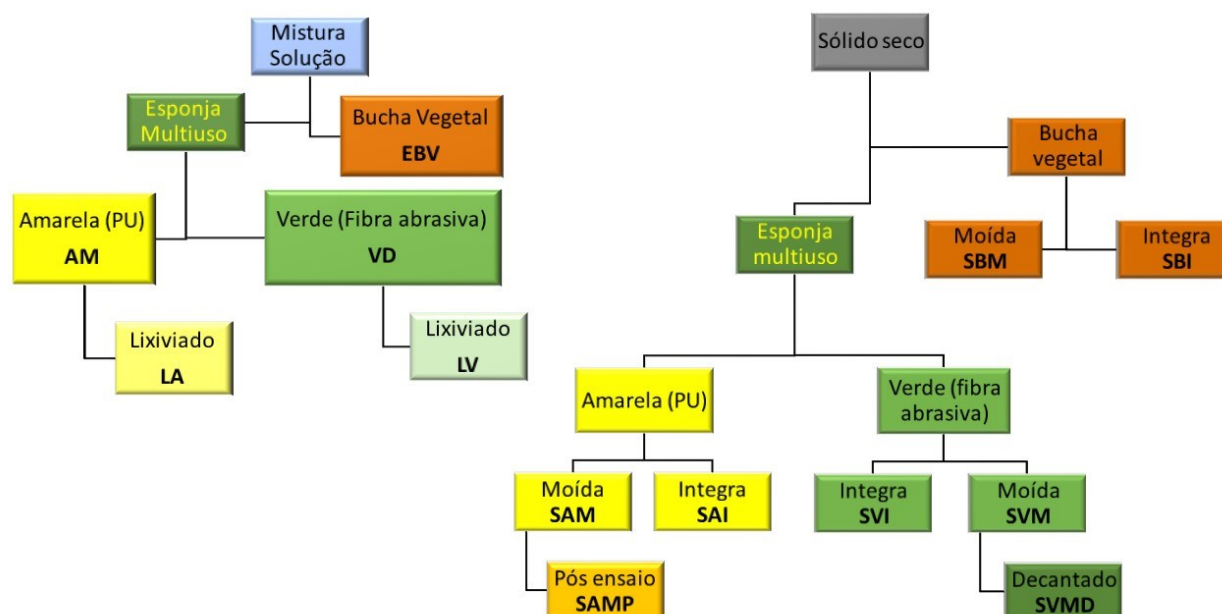 Mistura
Solução
Esponja
Multiuso
Bucha Vegetal
EBV
Amarela (PU)
AM
Verde (Fibra abrasiva)
VD
Lixiviado
LA
Lixiviado
LV
Sólido seco
Bucha
vegetal
Esponja
multiuso
Moída
SBM
Integra
SBI
Amarela (PU)
Verde (fibra
abrasiva)
Moída
SAM
Integra
SAI
Integra
SVI
Moída
SVM
Pós ensaio
SAMP
Decantado
SVMD